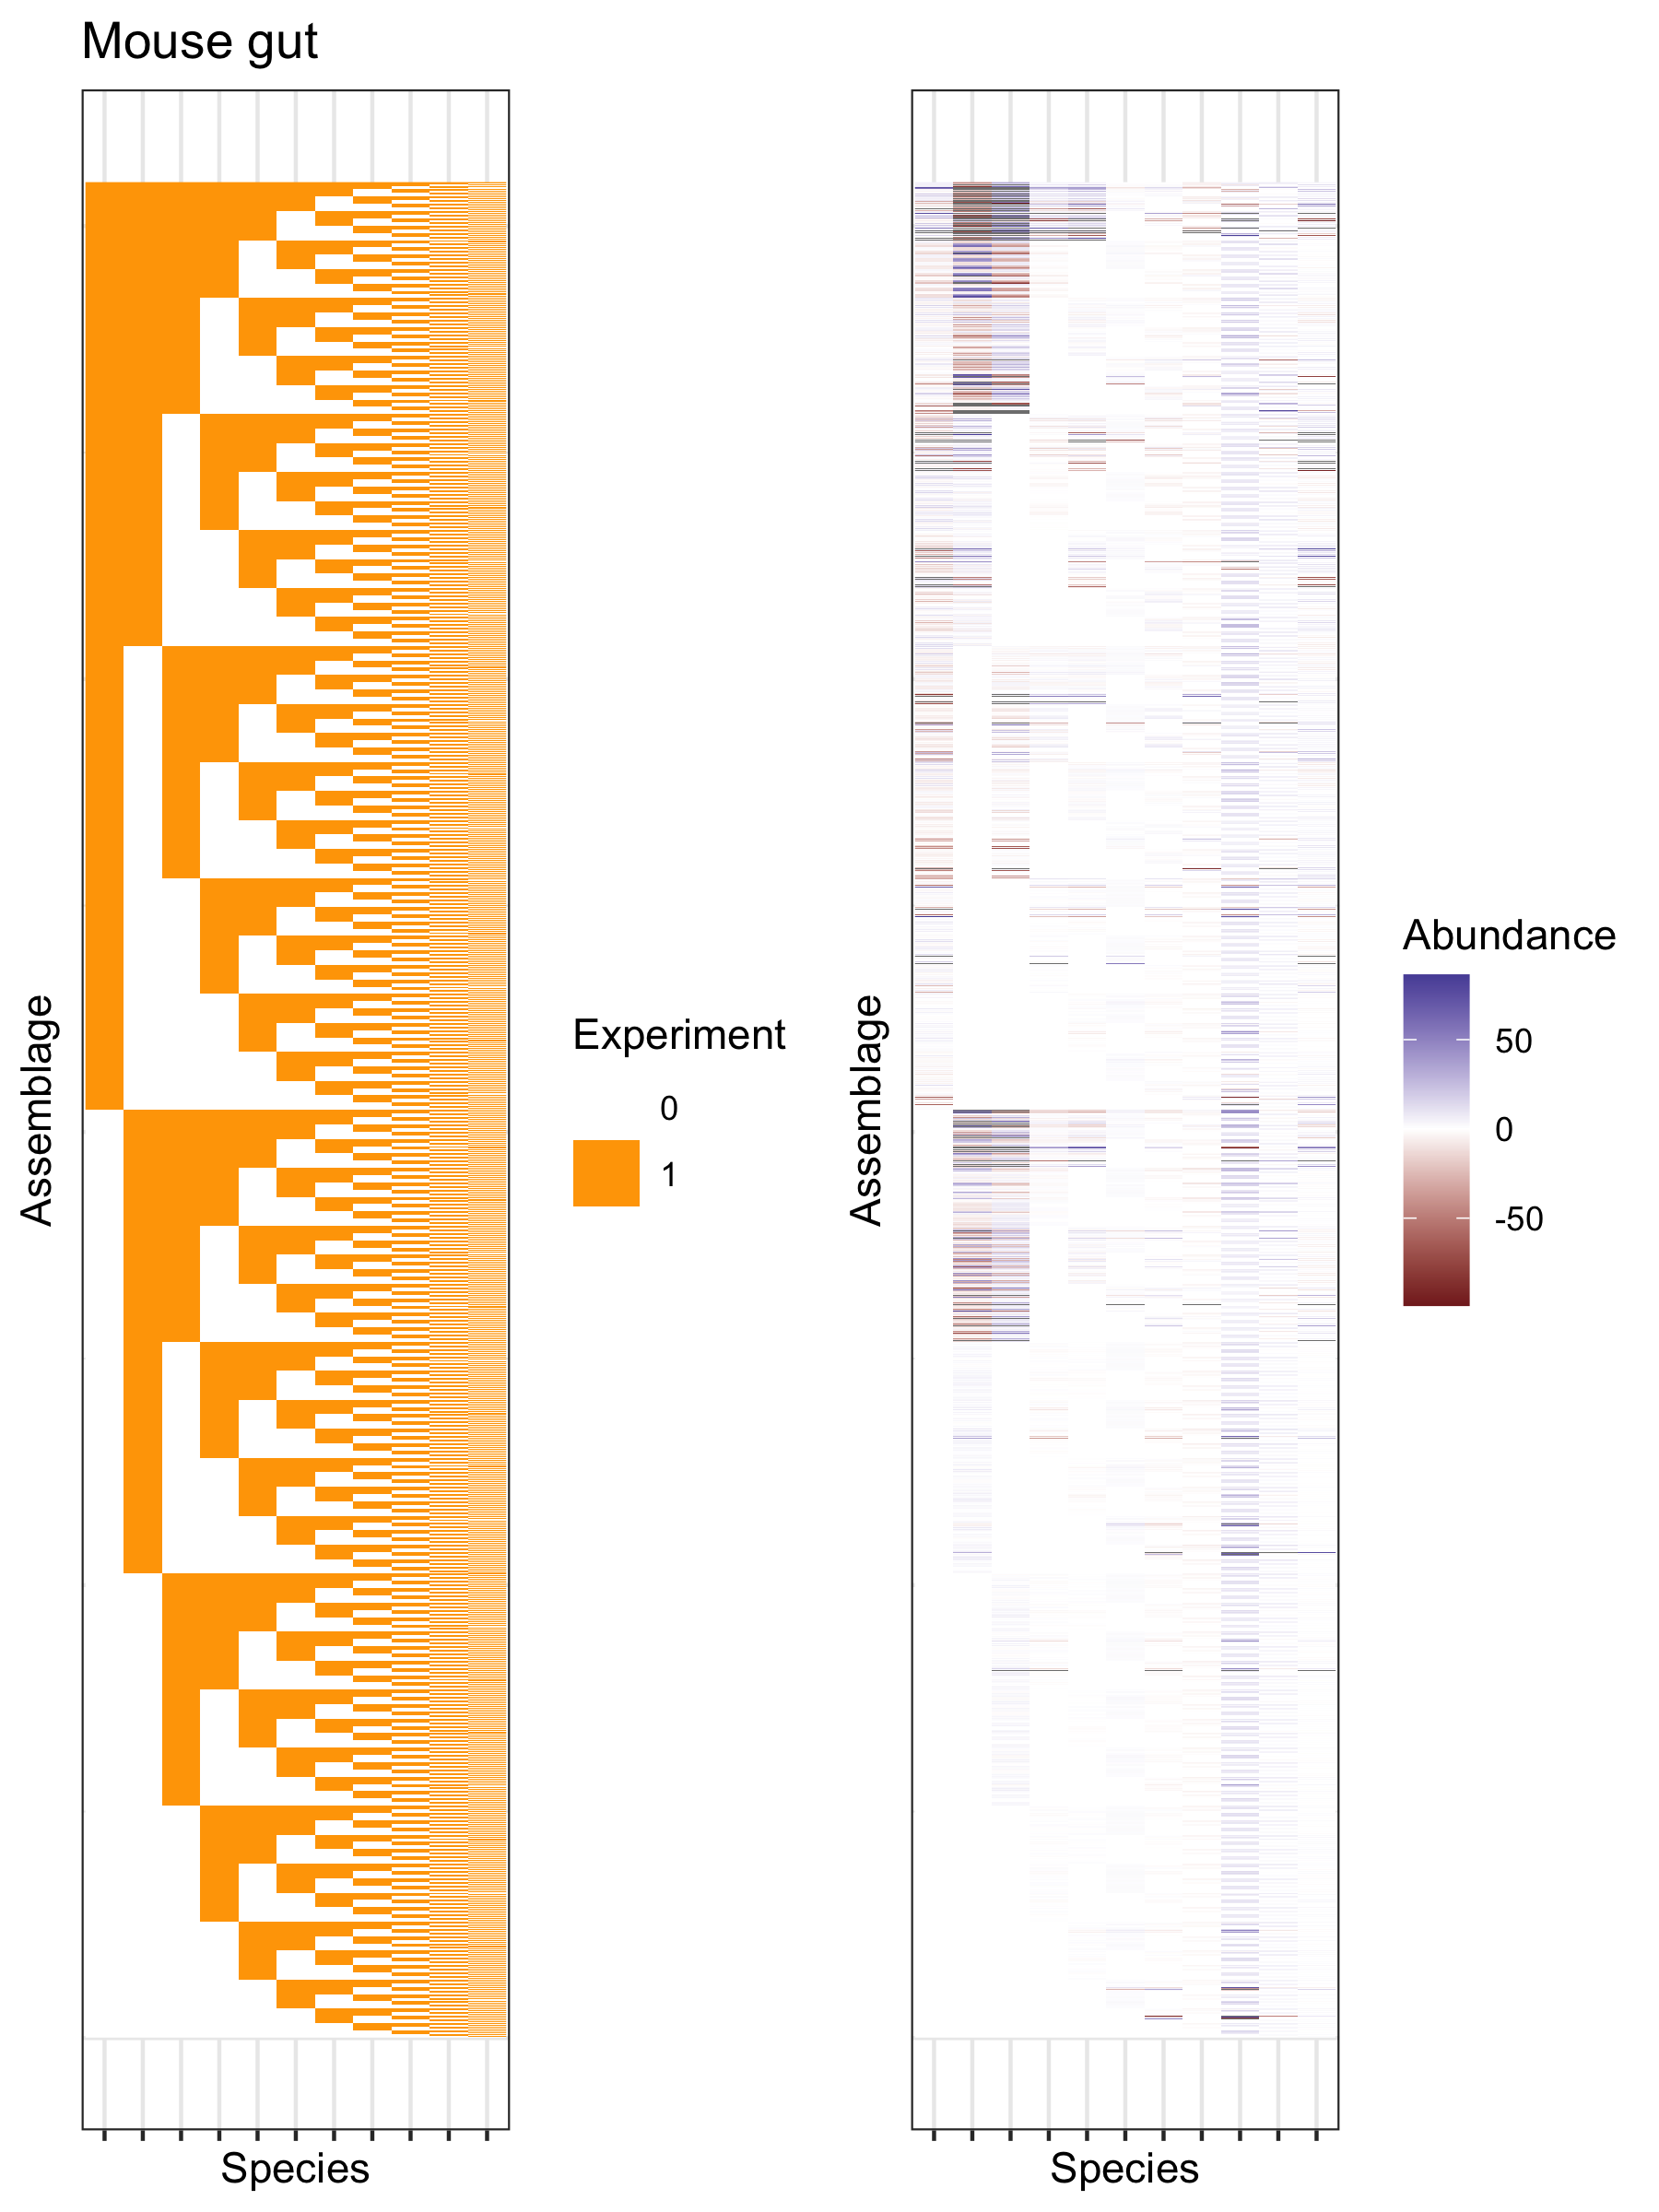 Mouse gut
Assemblage
Species
Experiment
0
1
Assemblage
Species
Abundance
50
0
-50